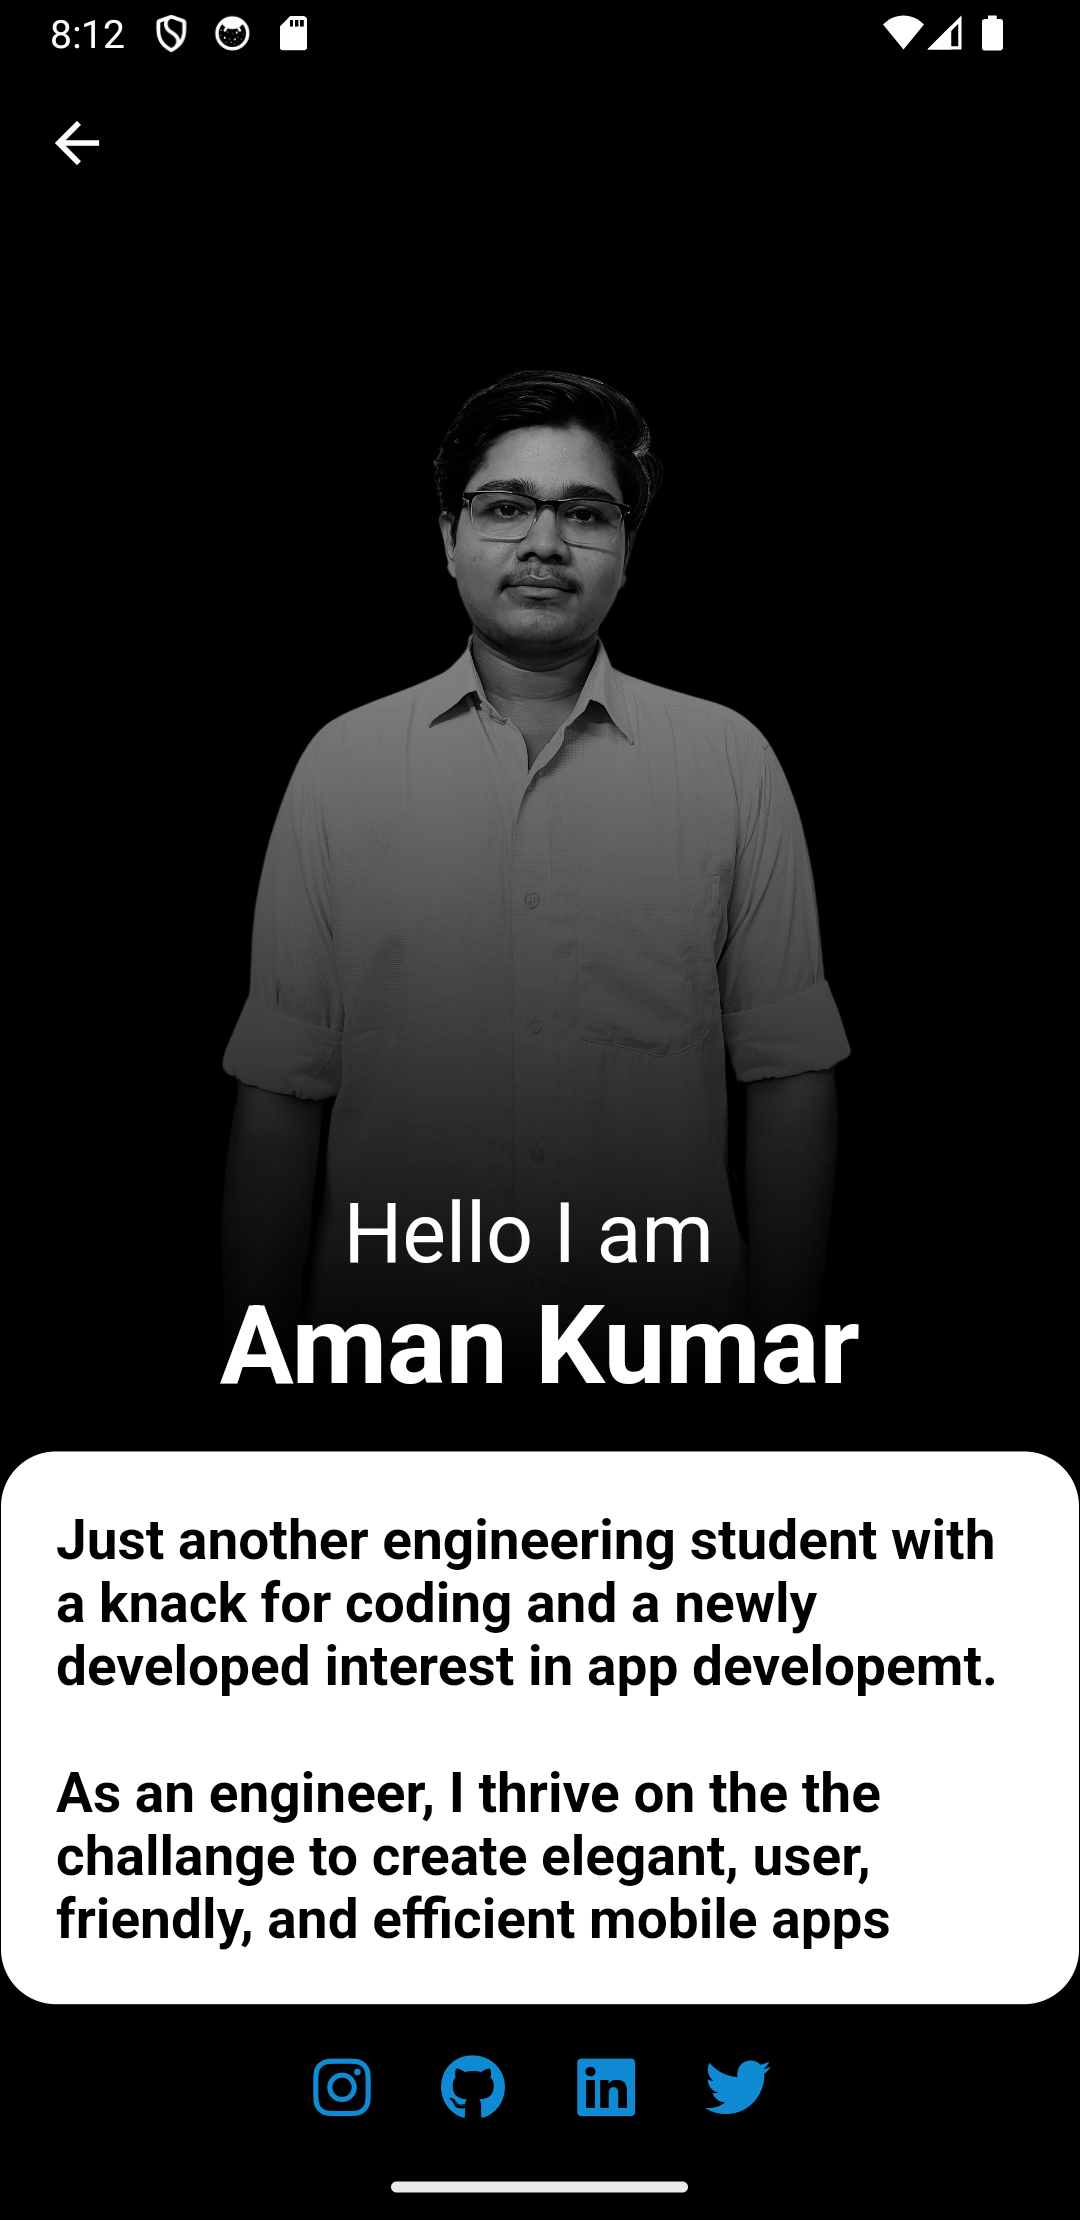 8:12
Hello I am
Aman Kumar
Just another engineering student with
a knack for coding and a newly
developed interest in app developemt.
As an engineer, I thrive on the the
challange to create elegant, user,
friendly, and efficient mobile apps
in